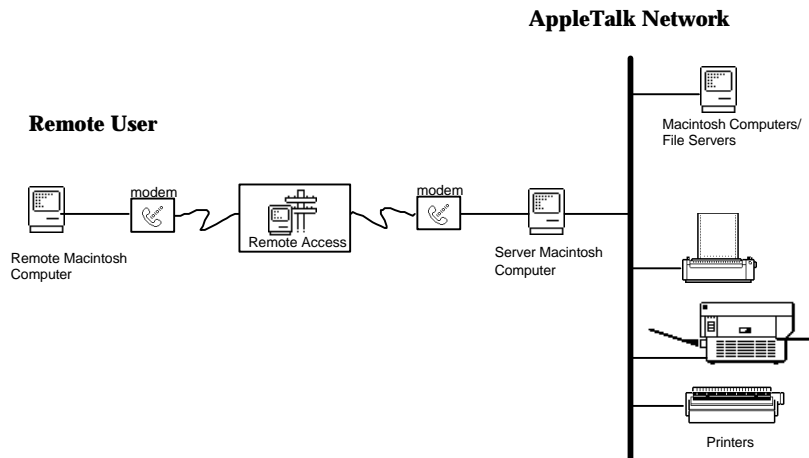 AppleTalk Network
Remote User
Macintosh Computers/
File Servers
modem
modem
Remote Access
Remote Macintosh
Computer
Server Macintosh
Computer
Printers